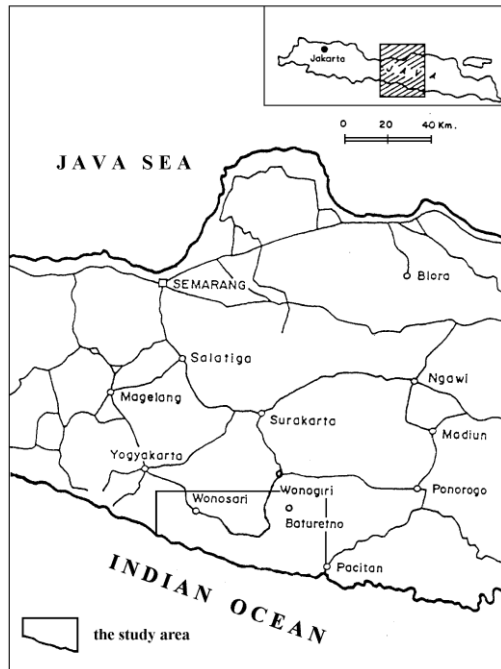 Jakarta
JAVA
0 20 40 Km.
JAVA SEA
Blora
SEMARANG
Salatiga
Ngawi
Magelang
Surakarta
Madiun
Yogyakarta
Wonogiri
Ponorogo
Wonosari
Baturetno
Pacitan
INDIAN OCEAN
the study area